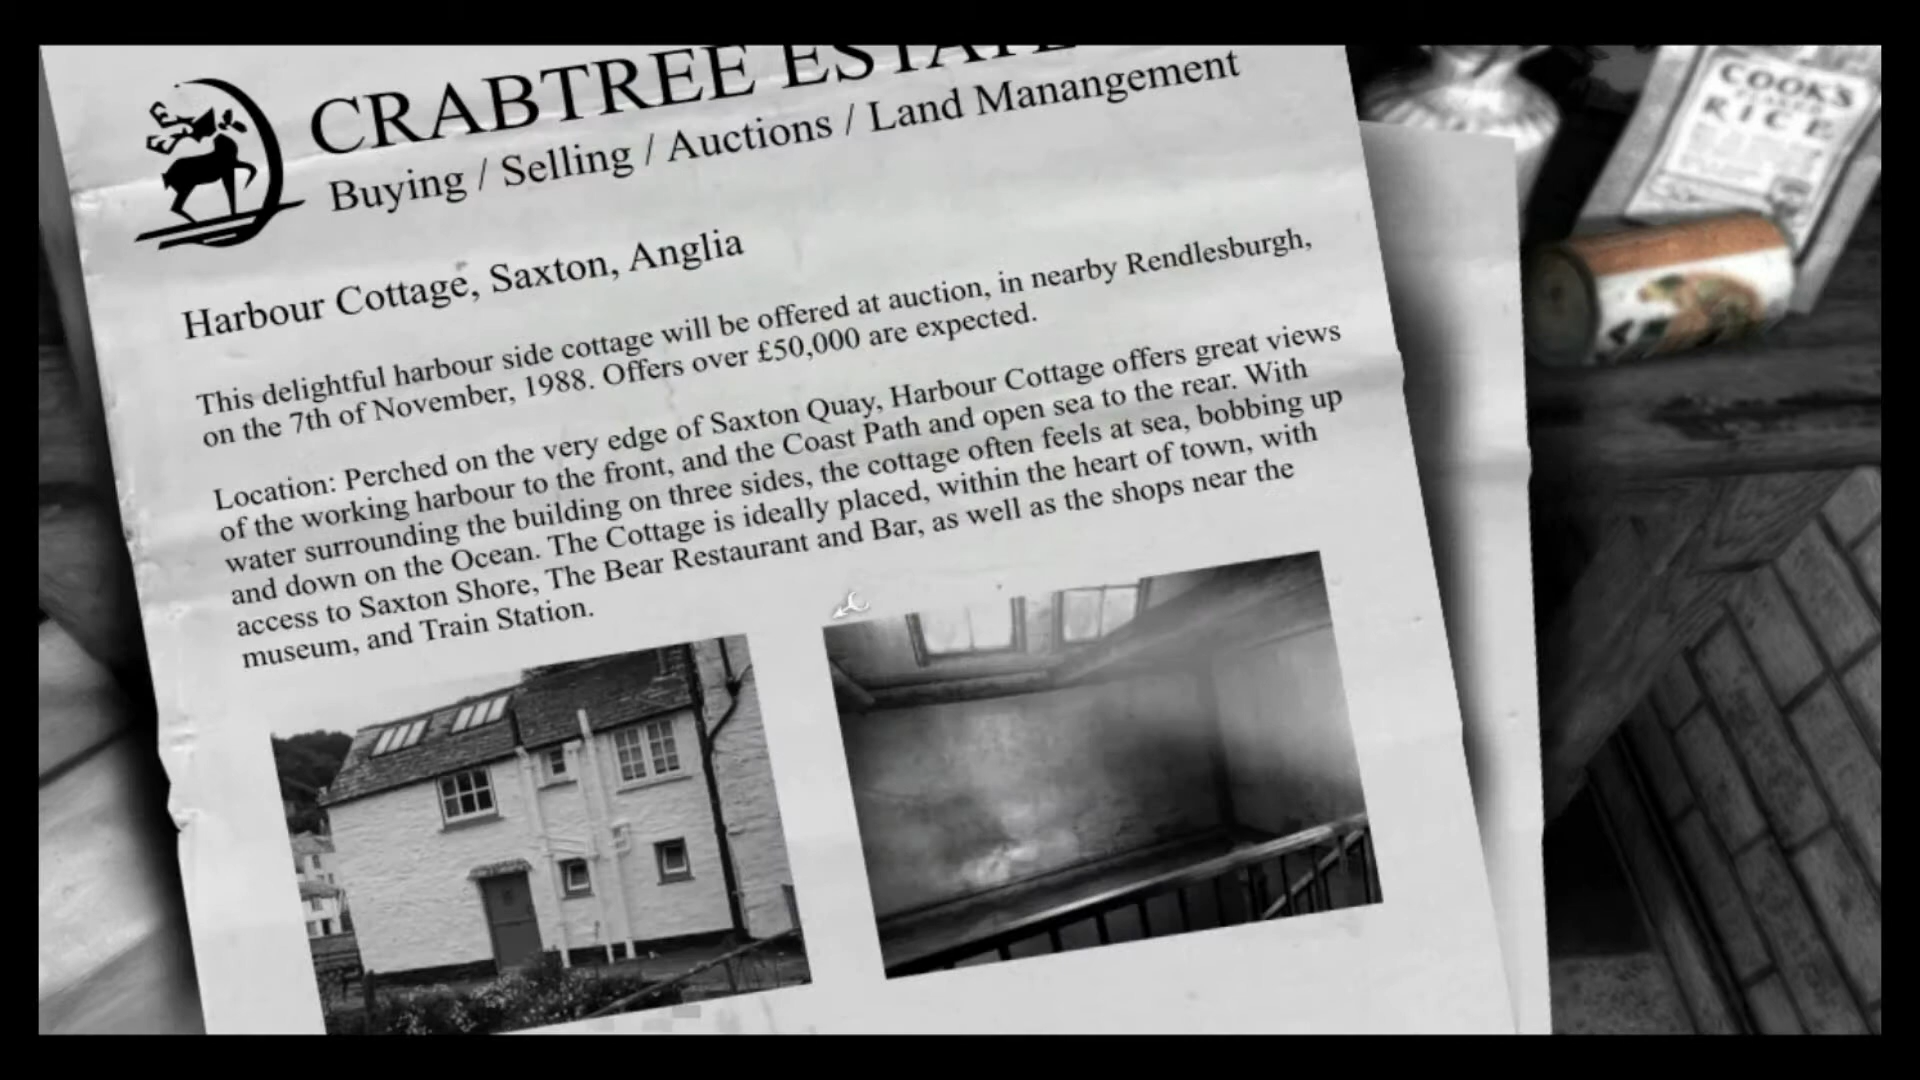 CRABTREE ESTATE
Buying / Selling / Auctions / Land Manangement
Harbour Cottage, Saxton, Anglia
This delightful harbour side cottage will be offered at auction, in nearby Rendlesburgh,
on the 7th of November, 1988. Offers over £50,000 are expected.
Location: Perched on the very edge of Saxton Quay, Harbour Cottage offers great views
of the working harbour to the front, and the Coast Path and open sea to the rear. With
water surrounding the building on three sides, the cottage often feels at sea, bobbing up
and down on the Ocean. The Cottage is ideally placed, within the heart of town, with
access to Saxton Shore, The Bear Restaurant and Bar, as well as the shops near the
museum, and Train Station.
COOK'S
RICE